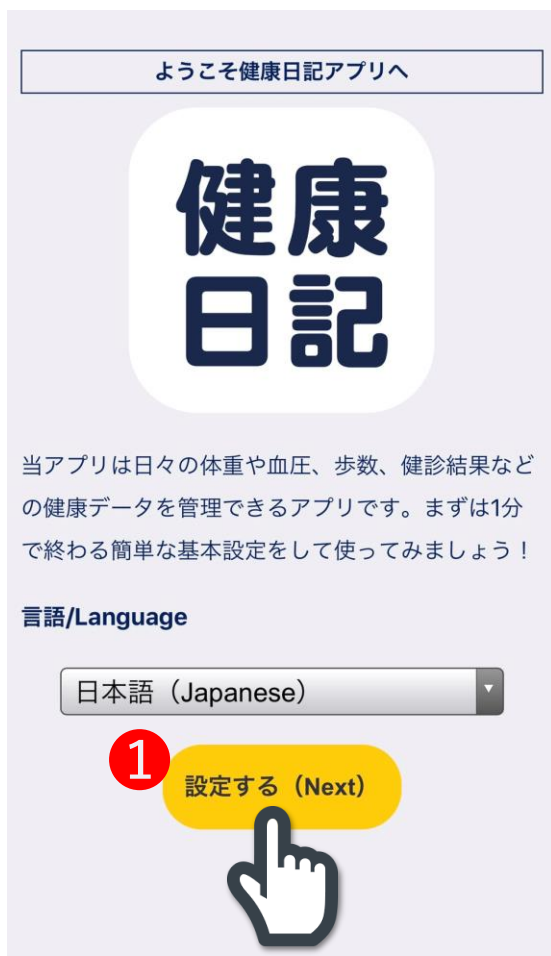 ようこそ健康日記アプリへ
健康
日記
当アプリは日々の体重や血圧、歩数、健診結果など
の健康データを管理できるアプリです。まずは1分
で終わる簡単な基本設定をして使ってみましょう！
言語/Language
日本語（Japanese）
1
設定する（Next）